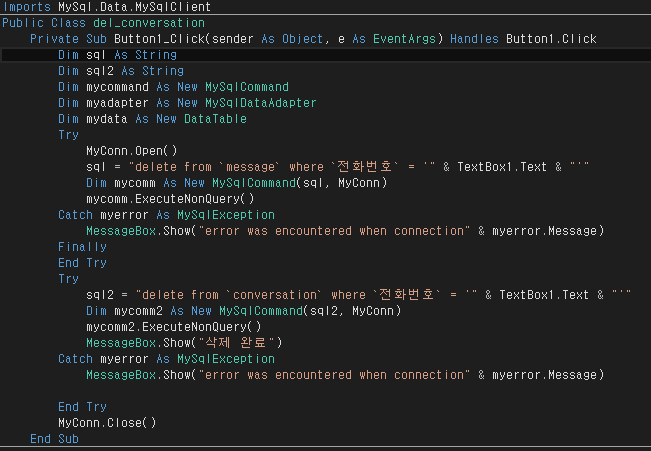 Imports MySql.Data.MySqlClient
Public Class del_conversation
    Private Sub Button1_Click(sender As Object, e As EventArgs) Handles Button1.Click
        Dim sql As String
        Dim sql2 As String
        Dim mycommand As New MySqlCommand
        Dim myadapter As New MySqlDataAdapter
        Dim mydata As New DataTable
        Try
            MyConn.Open()
            sql = "delete from `message` where `전화번호` = '" & TextBox1.Text & "'"
            Dim mycomm As New MySqlCommand(sql, MyConn)
            mycomm.ExecuteNonQuery()
        Catch myerror As MySqlException
            MessageBox.Show("error was encountered when connection" & myerror.Message)
        Finally
        End Try
        Try
            sql2 = "delete from `conversation` where `전화번호` = '" & TextBox1.Text & "'"
            Dim mycomm2 As New MySqlCommand(sql2, MyConn)
            mycomm2.ExecuteNonQuery()
            MessageBox.Show("삭제 완료")
        Catch myerror As MySqlException
            MessageBox.Show("error was encountered when connection" & myerror.Message)

        End Try
        MyConn.Close()
    End Sub